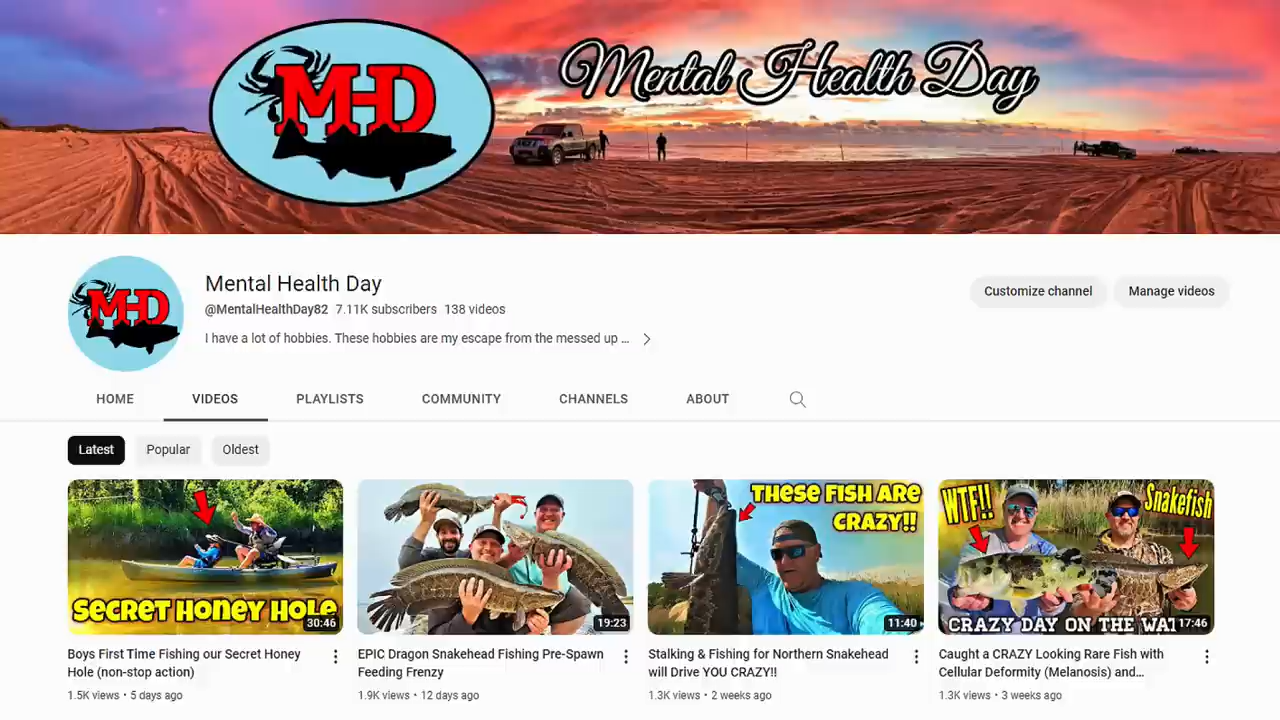 MHD
Mental Health Day
MHD
Mental Health Day
@MentalHealthDay82 7.11K subscribers 138 videos
I have a lot of hobbies. These hobbies are my escape from the messed up ...
Customize channel Manage videos
HOME VIDEOS PLAYLISTS COMMUNITY CHANNELS ABOUT
Latest Popular Oldest
SECRET HONEY HOLE
30:46
Boys First Time Fishing our Secret Honey
Hole (non-stop action)
1.5K views • 5 days ago
19:23
EPIC Dragon Snakehead Fishing Pre-Spawn
Feeding Frenzy
1.9K views • 12 days ago
THESE FISH ARE
CRAZY!!
11:40
Stalking & Fishing for Northern Snakehead
will Drive YOU CRAZY!!
1.3K views • 2 weeks ago
WTF!! Snakefish
CRAZY DAY ON THE WAT
17:46
Caught a CRAZY Looking Rare Fish with
Cellular Deformity (Melanosis) and...
1.3K views • 3 weeks ago